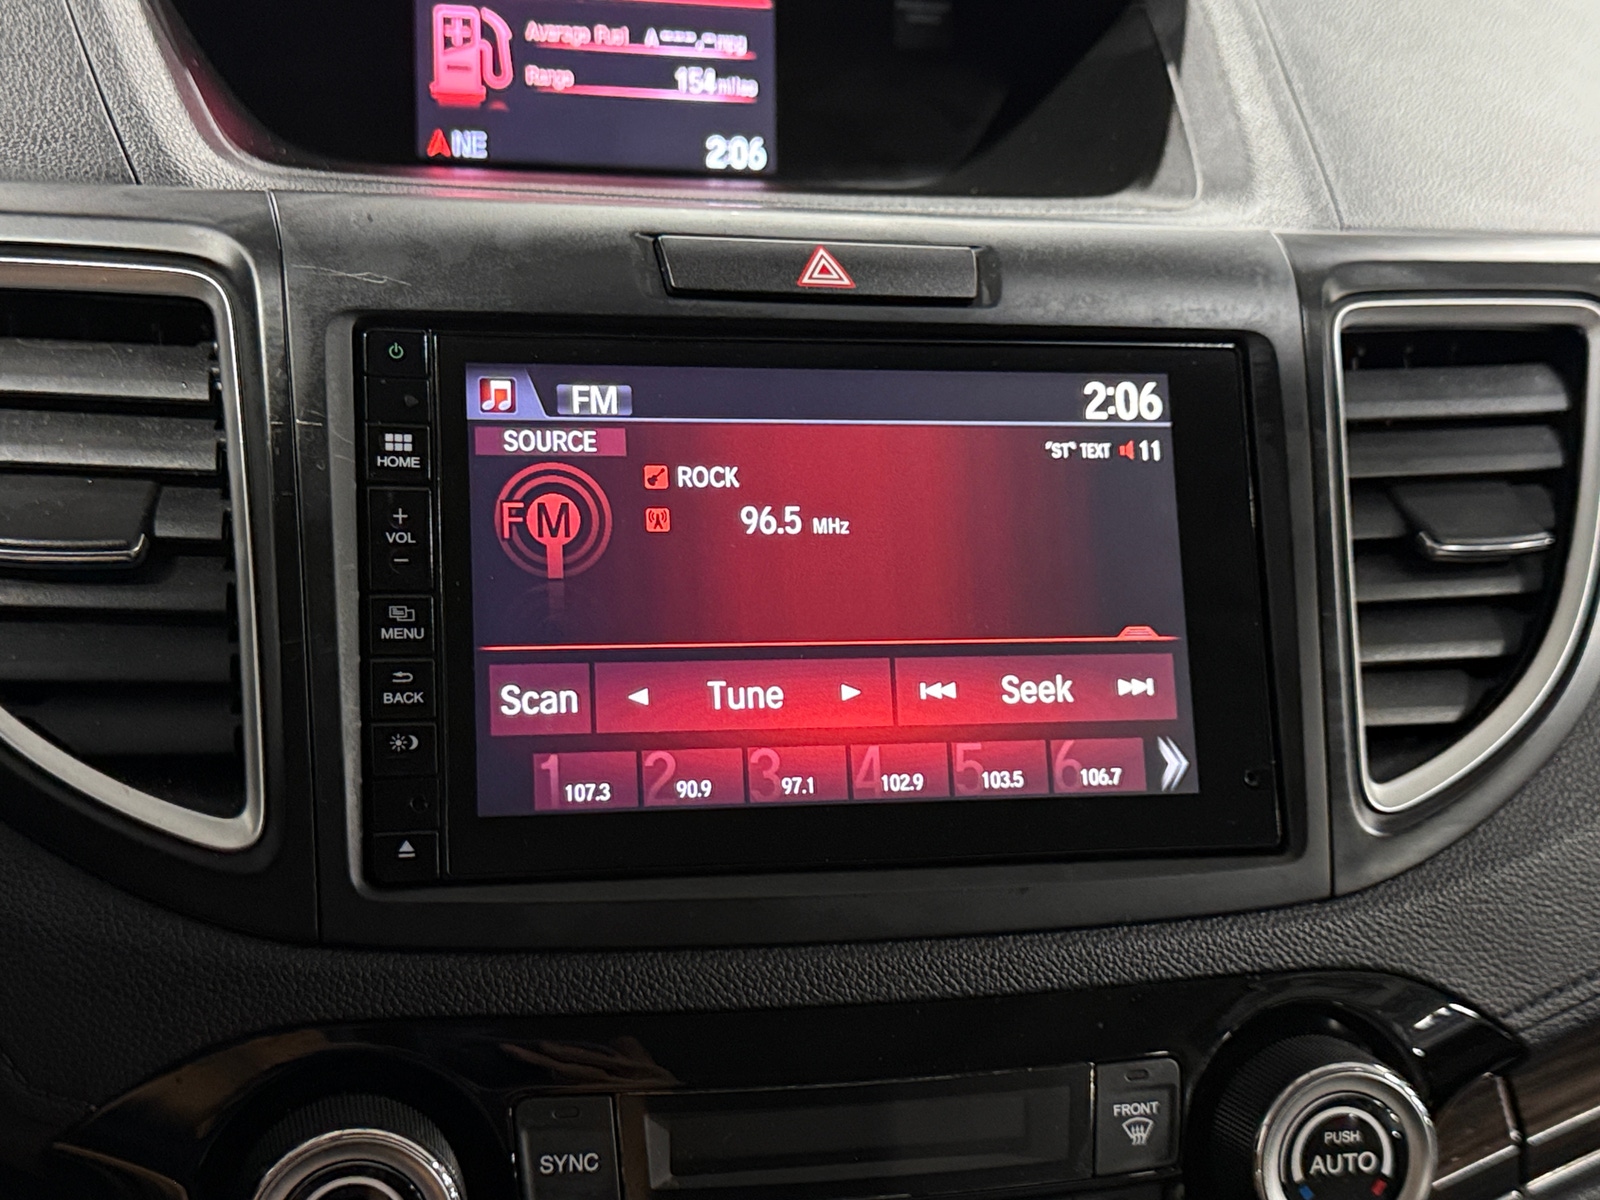 Average Fuel mpg
Range 154 miles
NE 2:06
FM 2:06
SOURCE "ST" TEXT 11
FM
ROCK
96.5 MHz
Scan Tune Seek
1 107.3 2 90.9 3 97.1 4 102.9 5 103.5 6 106.7
HOME
+
VOL
−
MENU
BACK
SYNC
FRONT
PUSH
AUTO